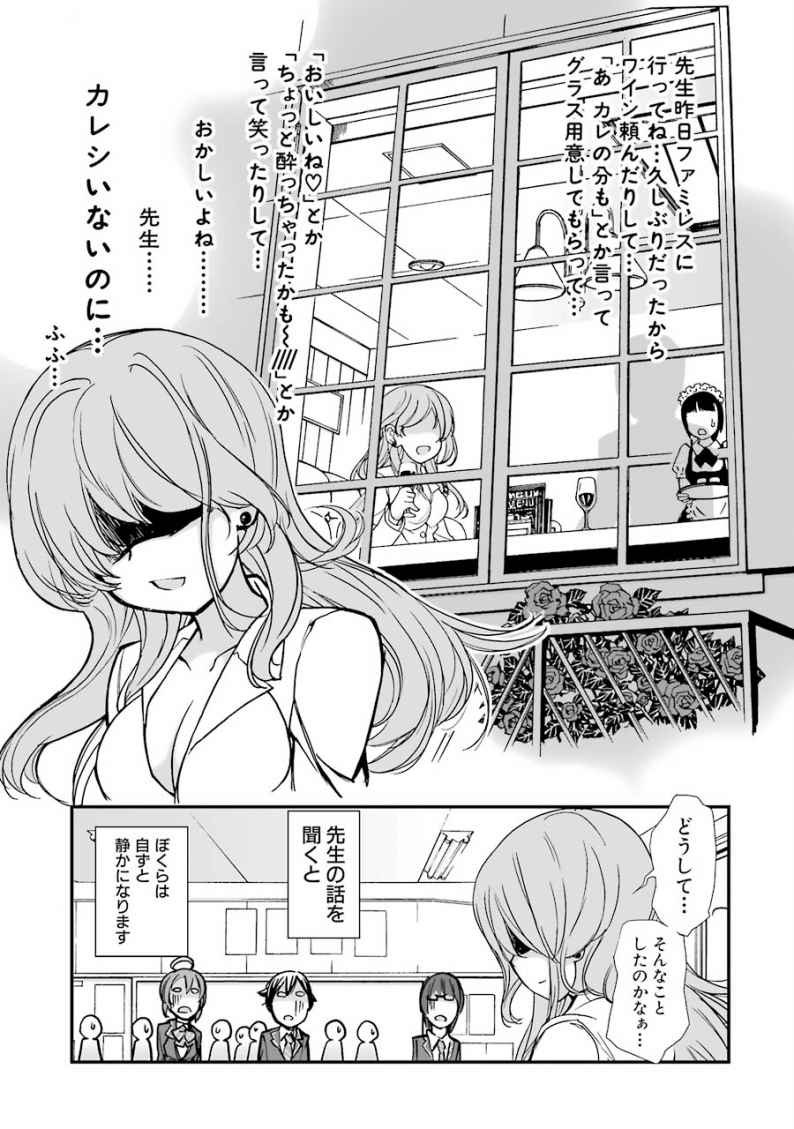 先生昨日ファミレスに
行ってね…久しぶりだったから
ワイン頼んだりして…
「あ カレの分も」とか言って
グラス用意してもらって…
「おいしいね♡」とか
「ちょっと酔っちゃったかも〜////」とか
言って笑ったりして…
おかしいよね………
先生……
カレシいないのに…
ふふ…
どうして…
そんなこと
したのかなぁ…
先生の話を
聞くと
ぼくらは
自ずと
静かになります